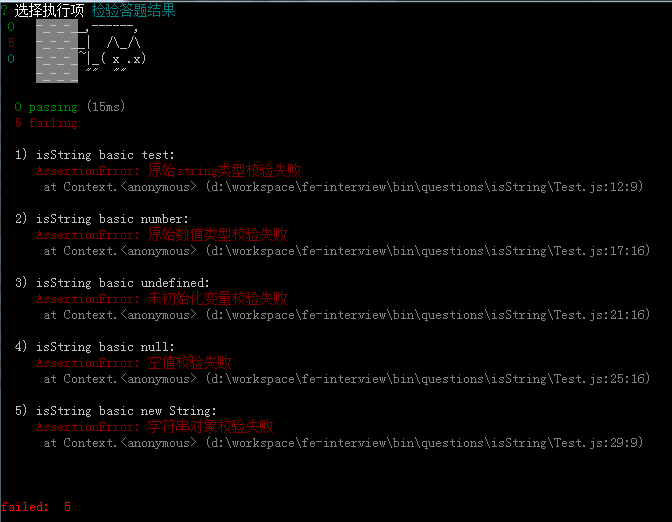 ? 选择执行项 检验答题结果
0   - - - __,------,
5   - - - __|  /\_/\
0   - - - ~|_( x .x)
    - - -  ""  ""
0 passing (15ms)
5 failing
1) isString basic test:
AssertionError: 原始string类型校验失败
at Context.<anonymous> (d:\workspace\fe-interview\bin\questions\isString\Test.js:12:9)
2) isString basic number:
AssertionError: 原始数值类型校验失败
at Context.<anonymous> (d:\workspace\fe-interview\bin\questions\isString\Test.js:17:16)
3) isString basic undefined:
AssertionError: 未初始化变量校验失败
at Context.<anonymous> (d:\workspace\fe-interview\bin\questions\isString\Test.js:21:16)
4) isString basic null:
AssertionError: 空值校验失败
at Context.<anonymous> (d:\workspace\fe-interview\bin\questions\isString\Test.js:25:16)
5) isString basic new String:
AssertionError: 字符串对象校验失败
at Context.<anonymous> (d:\workspace\fe-interview\bin\questions\isString\Test.js:29:9)
failed:  5